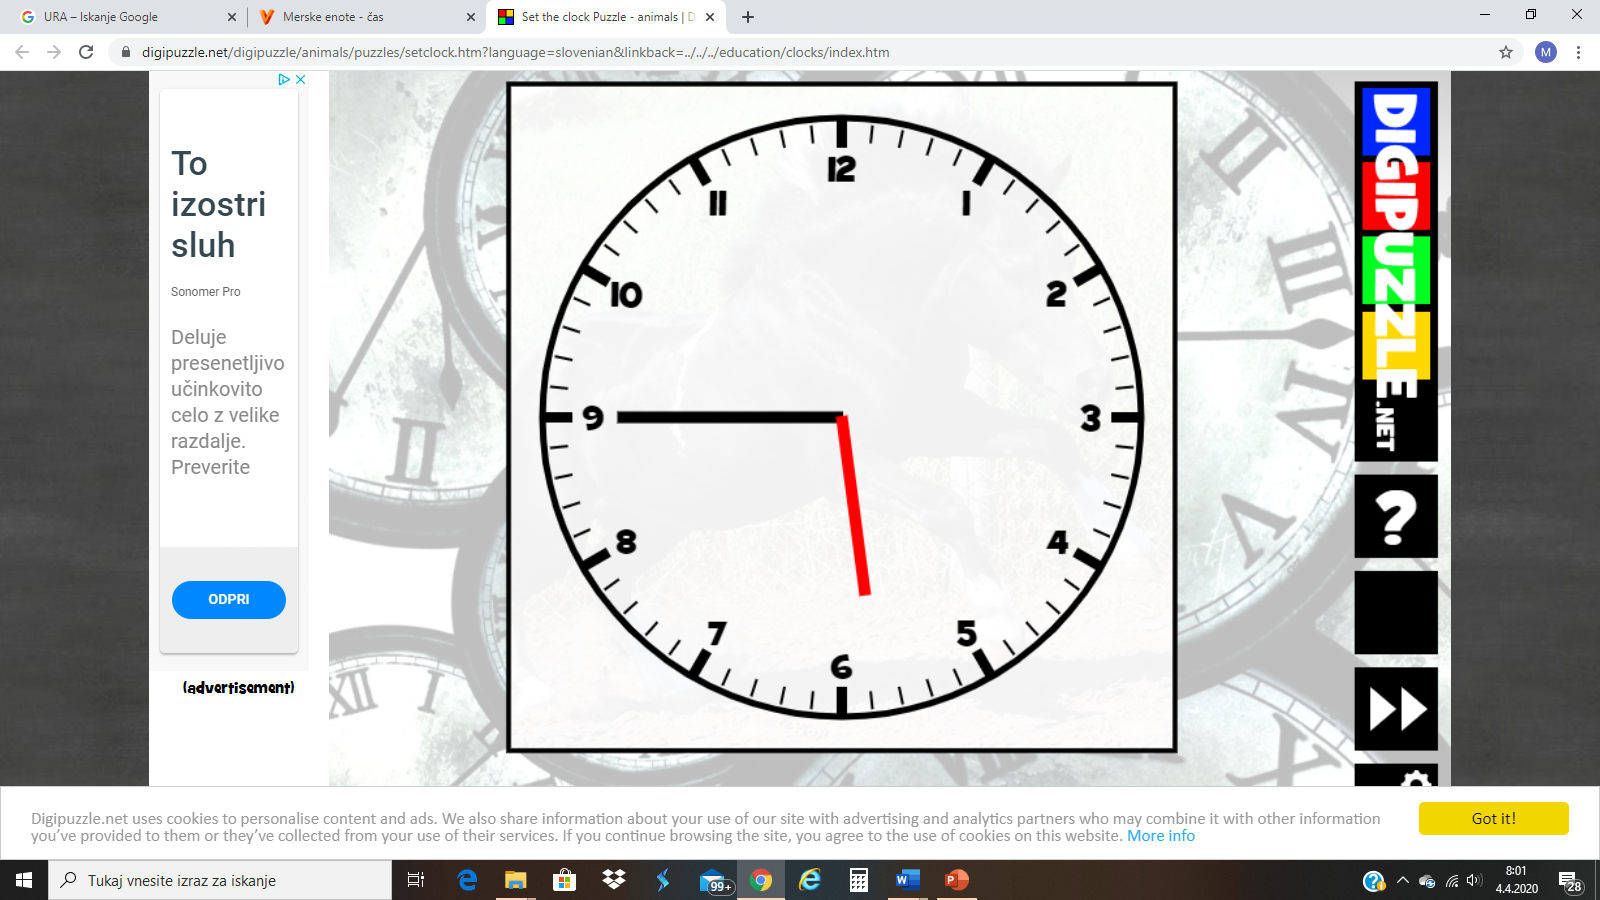 URA – Iskanje Google
Merske enote - čas
Set the clock Puzzle - animals | D
digipuzzle.net/digipuzzle/animals/puzzles/setclock.htm?language=slovenian&linkback=../../../education/clocks/index.htm
M
To
izostri
sluh
Sonomer Pro
Deluje
presenetljivo
učinkovito
celo z velike
razdalje.
Preverite
ODPRI
(advertisement)
12
1
2
3
4
5
6
7
8
9
10
11
II
III
IV
V
X
XII
I
DIGIPUZZLE.NET
?
Digipuzzle.net uses cookies to personalise content and ads. We also share information about your use of our site with advertising and analytics partners who may combine it with other information
you’ve provided to them or they’ve collected from your use of their services. If you continue browsing the site, you agree to the use of cookies on this website. More info
Got it!
Tukaj vnesite izraz za iskanje
99+
8:01
4.4.2020
28